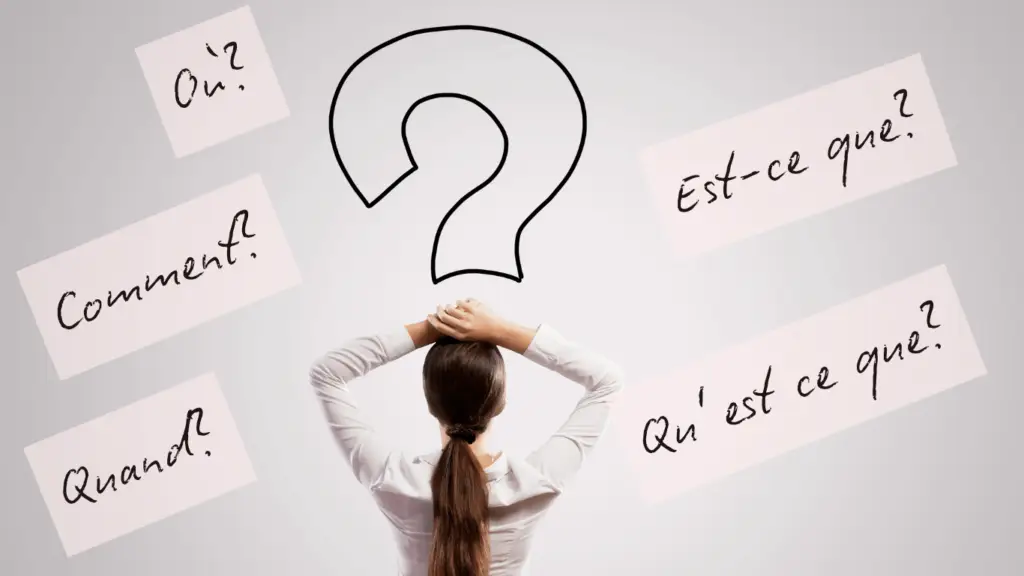 Où?
Comment?
Quand?
Est-ce que?
Qu'est ce que?